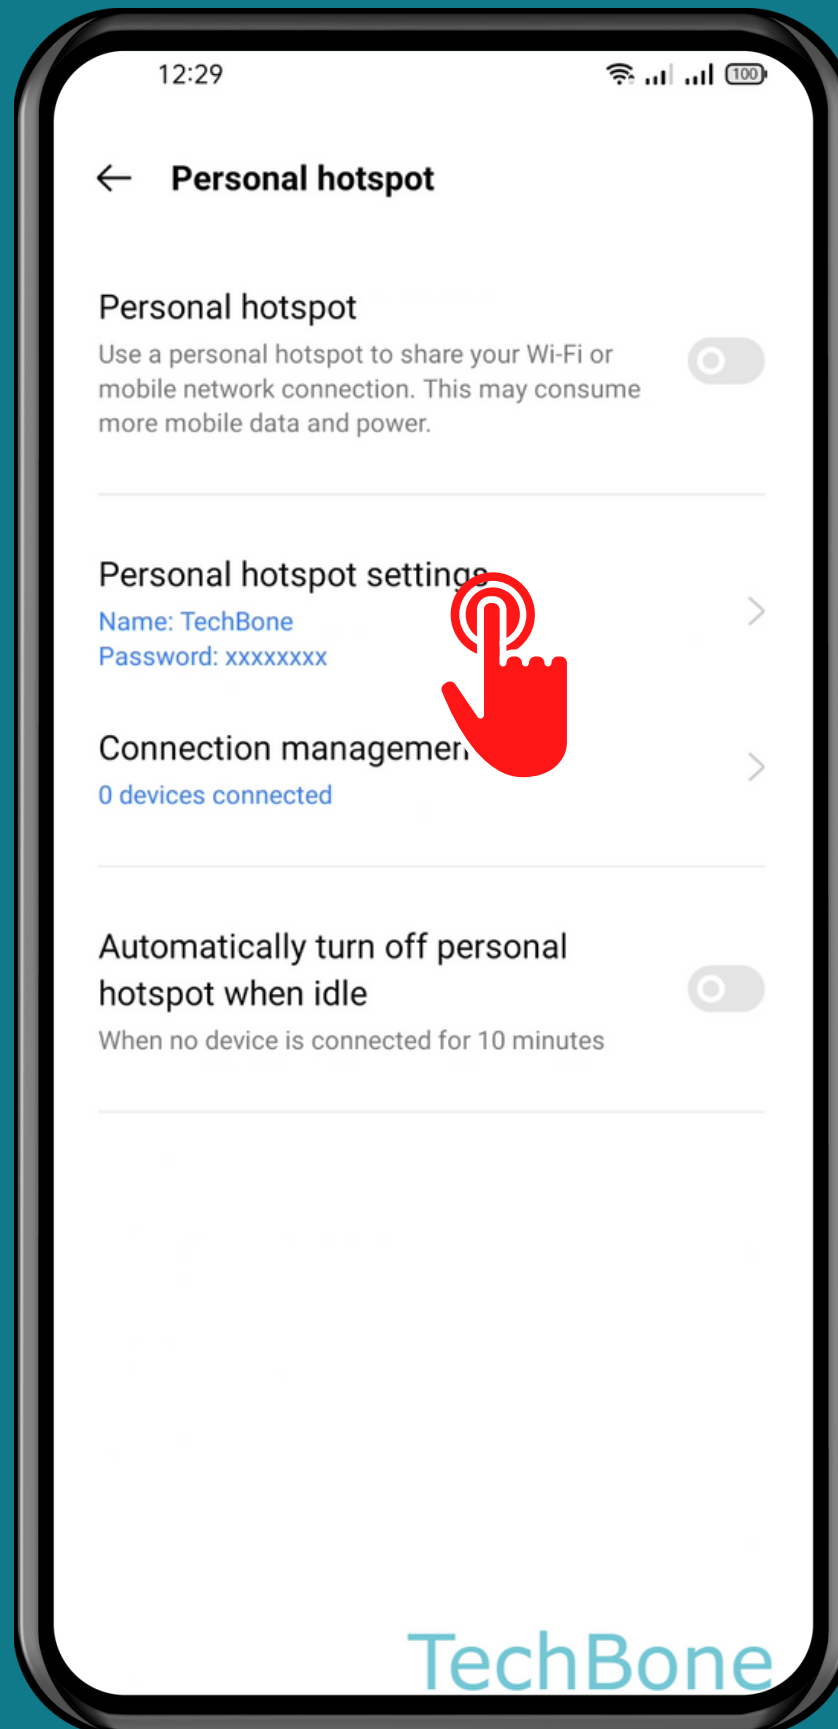 12:29
100
Personal hotspot
Personal hotspot
Use a personal hotspot to share your Wi-Fi or
mobile network connection. This may consume
more mobile data and power.
Personal hotspot settings
Name: TechBone
Password: xxxxxxxx
Connection managemen
0 devices connected
Automatically turn off personal
hotspot when idle
When no device is connected for 10 minutes
TechBone